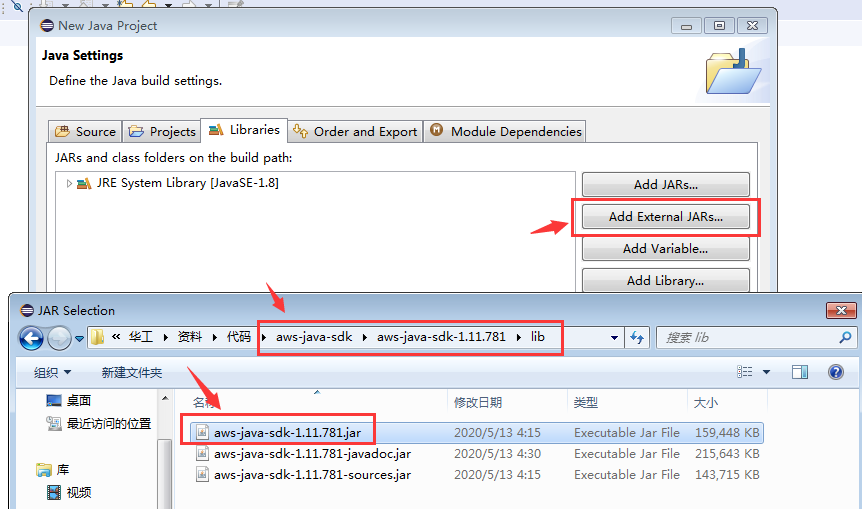 New Java Project
Java Settings
Define the Java build settings.
Source Projects Libraries Order and Export Module Dependencies
JARs and class folders on the build path:
JRE System Library [JavaSE-1.8]
Add JARs...
Add External JARs...
Add Variable...
Add Library...
JAR Selection
« 华工 资料 代码 aws-java-sdk aws-java-sdk-1.11.781 lib 搜索 lib
组织 新建文件夹
名称 修改日期 类型 大小
桌面
最近访问的位置
库
视频
aws-java-sdk-1.11.781.jar 2020/5/13 4:15 Executable Jar File 159,448 KB
aws-java-sdk-1.11.781-javadoc.jar 2020/5/13 4:30 Executable Jar File 215,643 KB
aws-java-sdk-1.11.781-sources.jar 2020/5/13 4:15 Executable Jar File 143,715 KB